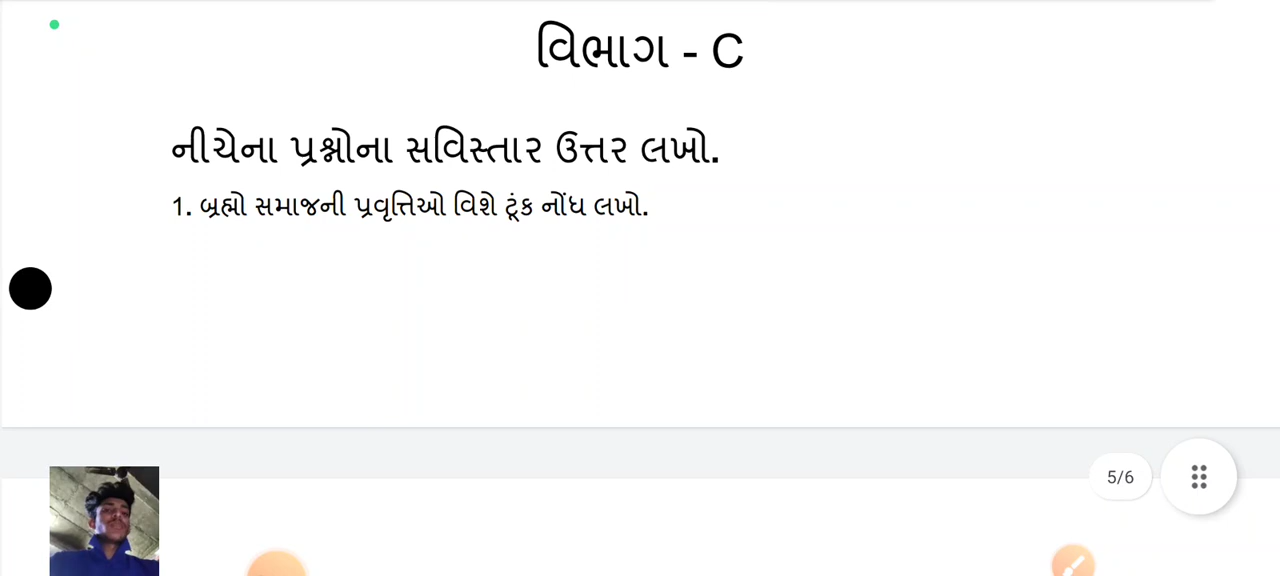 વિભાગ - C
નીચેના પ્રશ્નોના સવિસ્તાર ઉત્તર લખો.
1. બ્રહ્મો સમાજની પ્રવૃત્તિઓ વિશે ટૂંક નોંધ લખો.
5/6